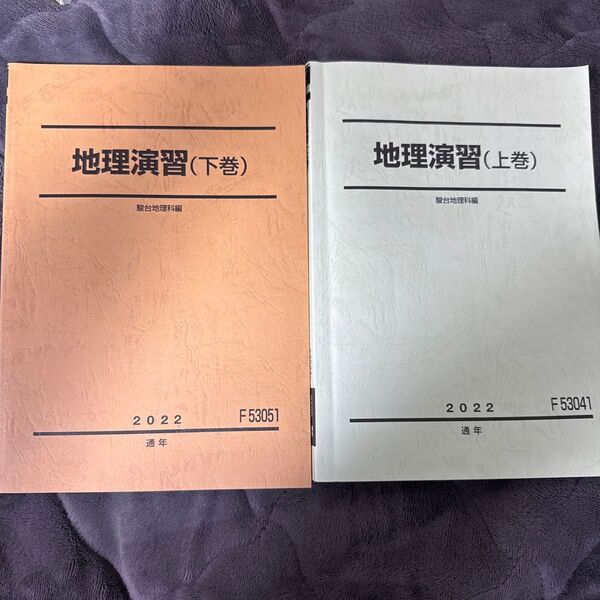 地理演習(下巻)
駿台地理科編
2022
F53051
通年
地理演習(上巻)
駿台地理科編
2022
F53041
通年